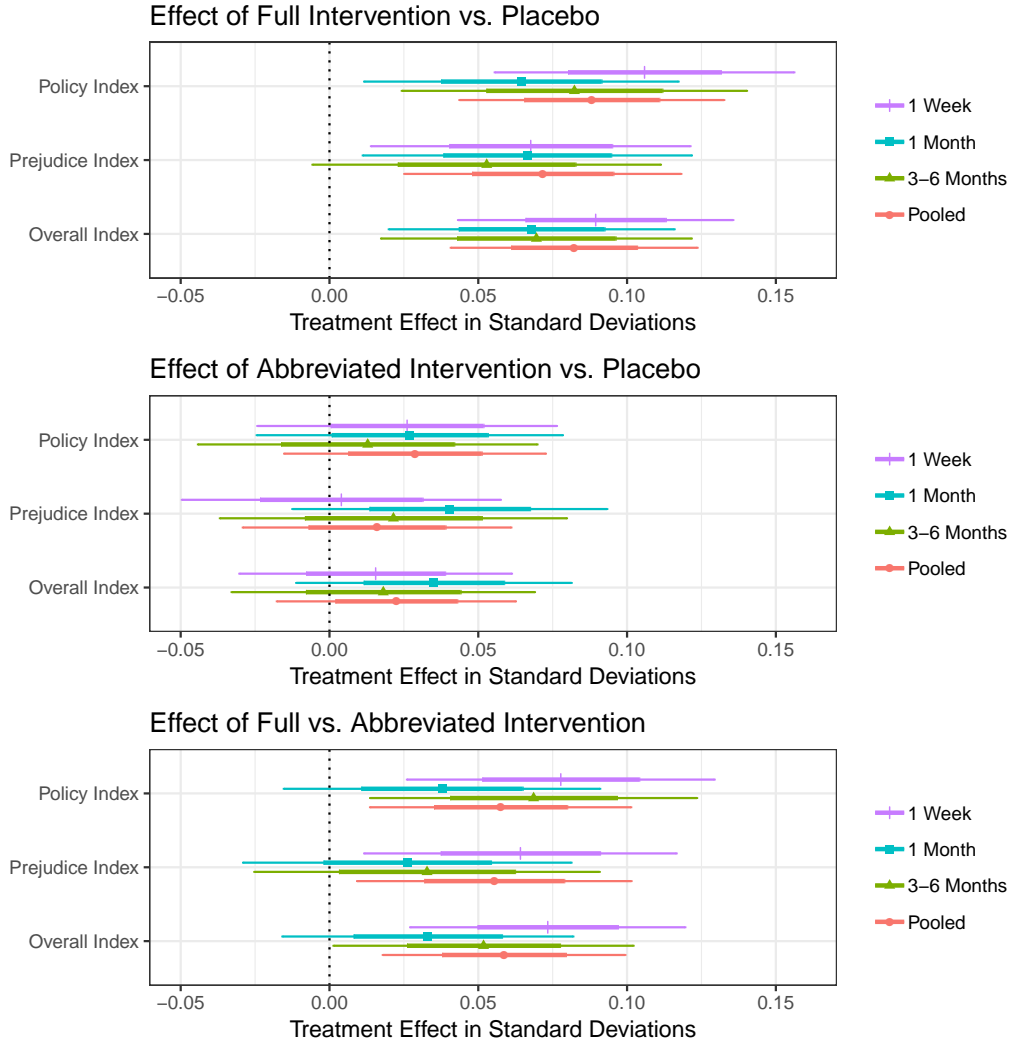 Effect of Full Intervention vs. Placebo
Policy Index
Prejudice Index
Overall Index
1 Week
1 Month
3−6 Months
Pooled
−0.05 0.00 0.05 0.10 0.15
Treatment Effect in Standard Deviations
Effect of Abbreviated Intervention vs. Placebo
Policy Index
Prejudice Index
Overall Index
1 Week
1 Month
3−6 Months
Pooled
−0.05 0.00 0.05 0.10 0.15
Treatment Effect in Standard Deviations
Effect of Full vs. Abbreviated Intervention
Policy Index
Prejudice Index
Overall Index
1 Week
1 Month
3−6 Months
Pooled
−0.05 0.00 0.05 0.10 0.15
Treatment Effect in Standard Deviations